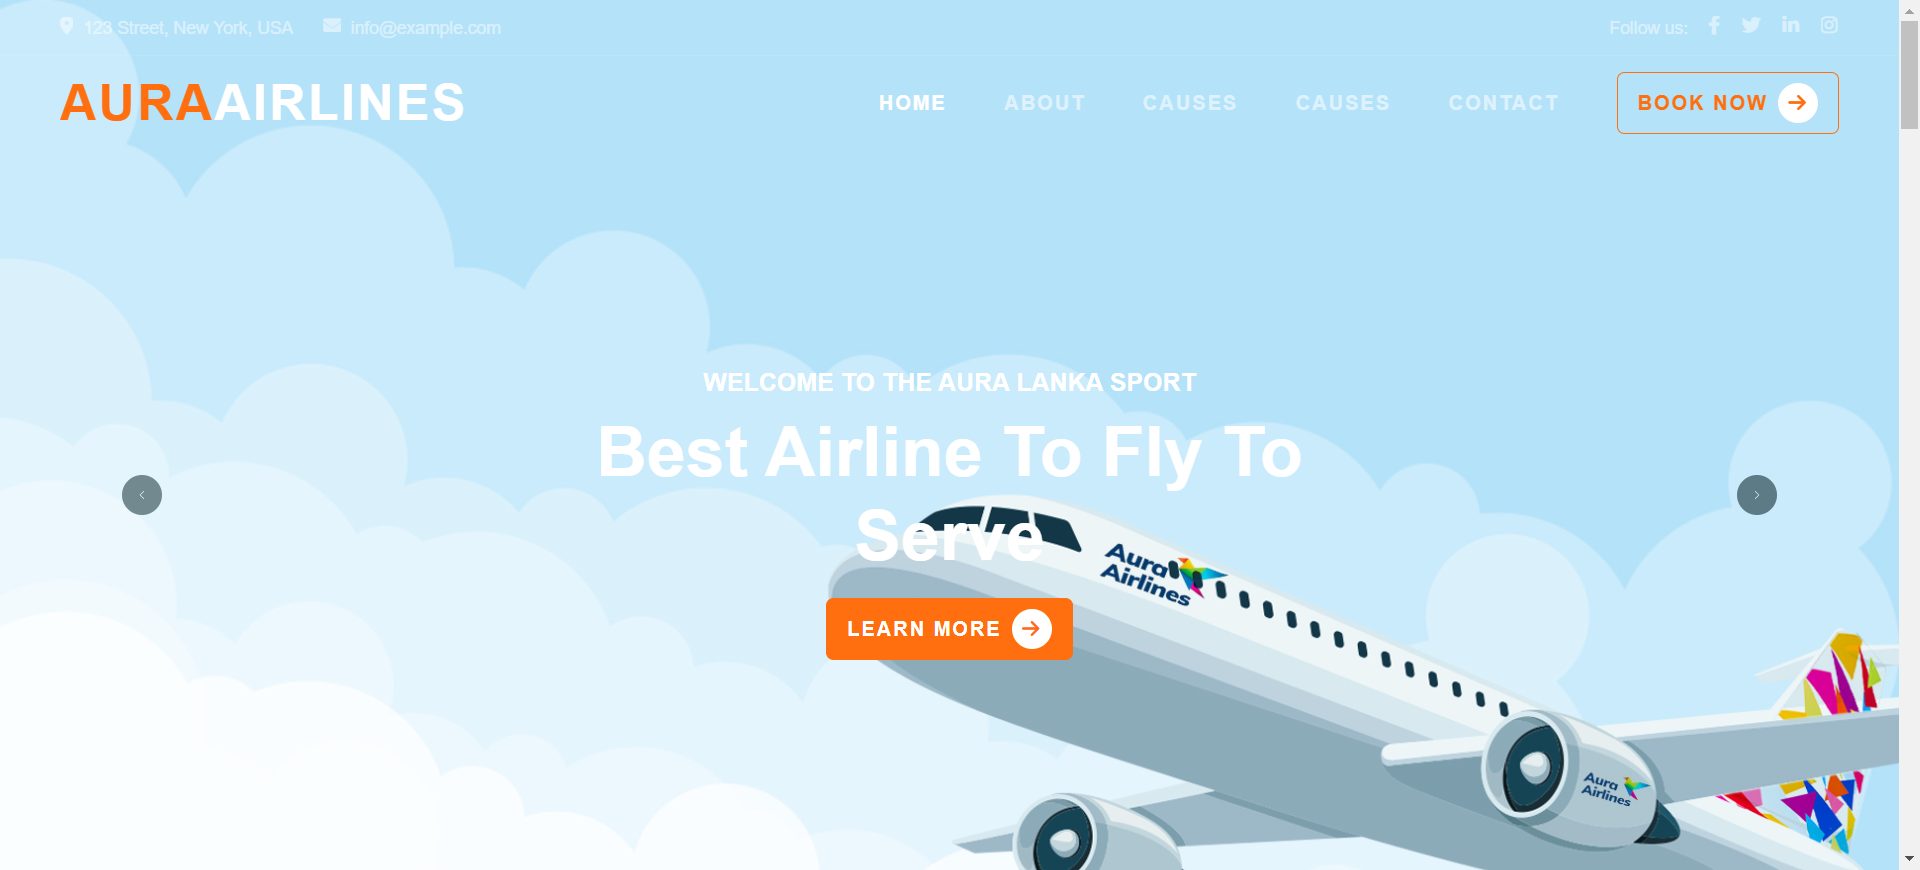 123 Street, New York, USA info@example.com Follow us:
AURAAIRLINES HOME ABOUT CAUSES CAUSES CONTACT BOOK NOW
WELCOME TO THE AURA LANKA SPORT
Best Airline To Fly To
Serve
LEARN MORE
Aura
Airlines
Aura
Airlines